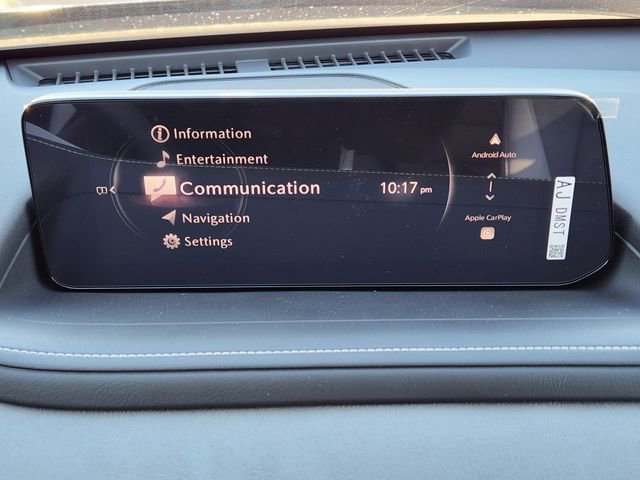 Information
Entertainment
Communication
Navigation
Settings
10:17 pm
Android Auto
Apple CarPlay
AJ DMST